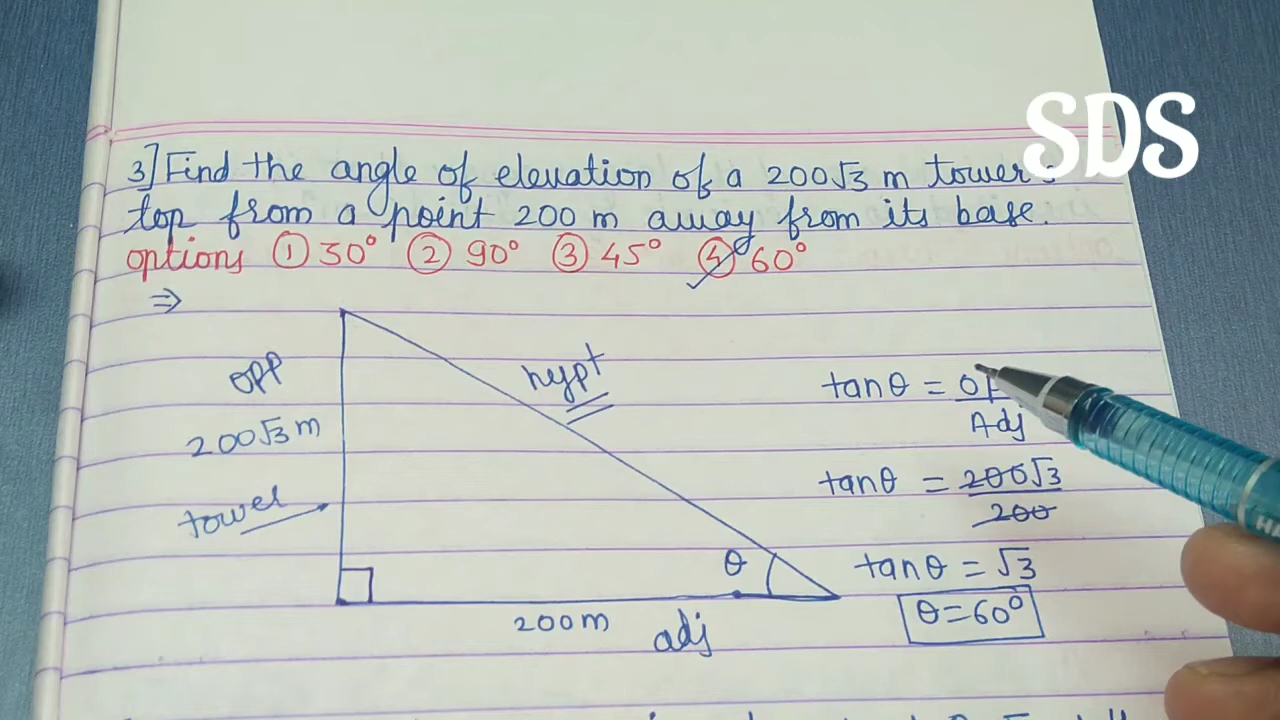 SDS
3] Find the angle of elevation of a 200√3 m tower's
top from a point 200 m away from its base.
options ① 30° ② 90° ③ 45° ④ 60°
⇒
opp
200√3 m
tower
hypt
θ
200m
adj
tanθ =
Adj
tanθ = 200√3
200
tanθ = √3
θ=60°